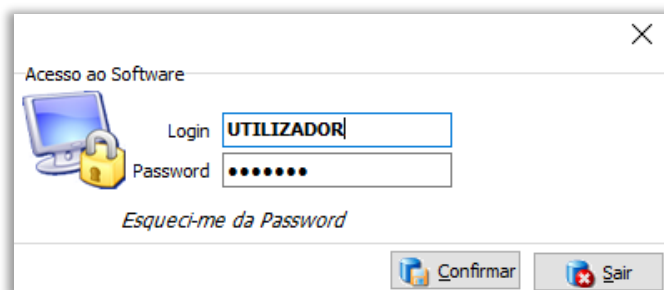 Acesso ao Software
Login UTILIZADOR
Password •••••••
Esqueci-me da Password
Confirmar Sair